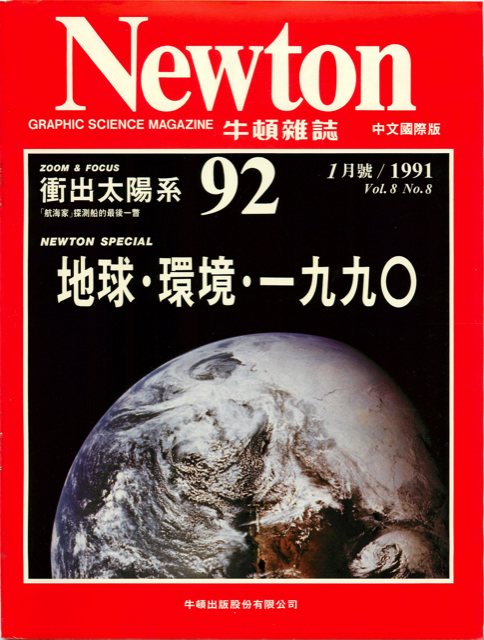 Newton
GRAPHIC SCIENCE MAGAZINE 牛頓雜誌 中文國際版
ZOOM & FOCUS
衝出太陽系
「航海家」探測船的最後一瞥
92
1月號 / 1991
Vol. 8 No. 8
NEWTON SPECIAL
地球·環境·一九九〇
牛頓出版股份有限公司